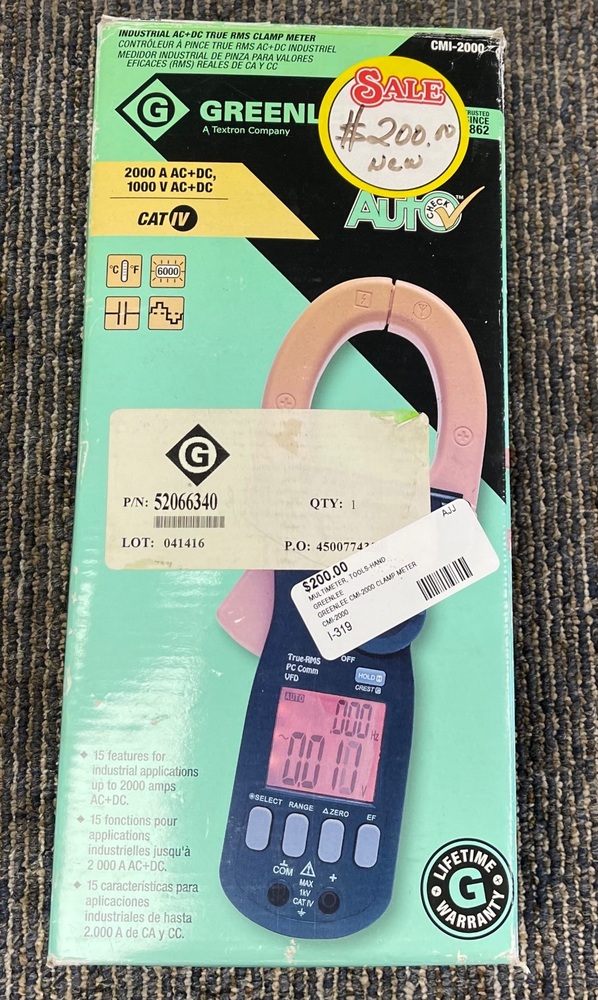 INDUSTRIAL AC+DC TRUE RMS CLAMP METER
CONTRÔLEUR À PINCE TRUE RMS AC+DC INDUSTRIEL
MEDIDOR INDUSTRIAL DE PINZA PARA VALORES
EFICACES (RMS) REALES DE CA Y CC
CMI-2000
G GREENL
A Textron Company
TRUSTED
SINCE
862
SALE
$200.00
NEW
2000 A AC+DC,
1000 V AC+DC
CAT IV
AUTO CHECK ™
°C °F
6000
G
P/N: 52066340
QTY: 1
LOT: 041416
P.O:
AJJ
$200.00
MULTIMETER, TOOLS-HAND
GREENLEE
GREENLEE CMI-2000 CLAMP METER
CMI-2000
I-319
True-RMS
PC Comm
VFD
OFF
HOLD
CREST
AUTO
.000
Hz
~0.010
V
SELECT RANGE Δ ZERO EF
COM
MAX
1kV
CAT IV
+
15 features for
industrial applications
up to 2000 amps
AC+DC.
15 fonctions pour
applications
industrielles jusqu'à
2 000 A AC+DC.
15 características para
aplicaciones
industriales de hasta
2.000 A de CA y CC.
LIFETIME
G
WARRANTY